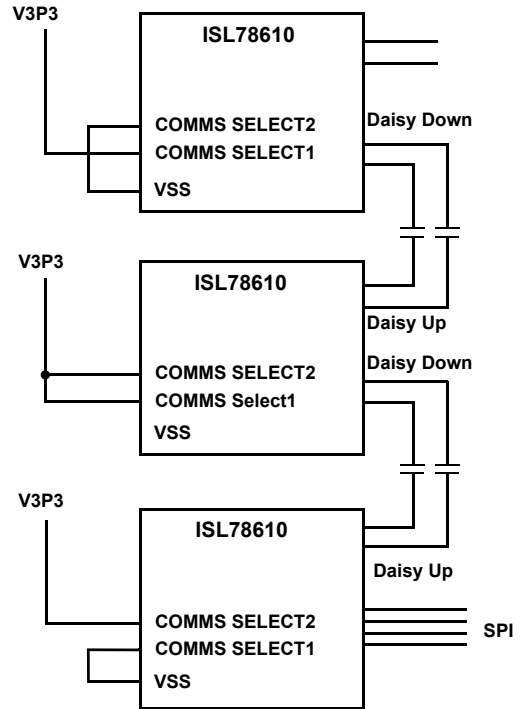 V3P3
ISL78610
COMMS SELECT2
COMMS SELECT1
VSS
Daisy Down
V3P3
ISL78610
Daisy Up
Daisy Down
COMMS SELECT2
COMMS Select1
VSS
V3P3
ISL78610
Daisy Up
COMMS SELECT2
COMMS SELECT1
VSS
SPI